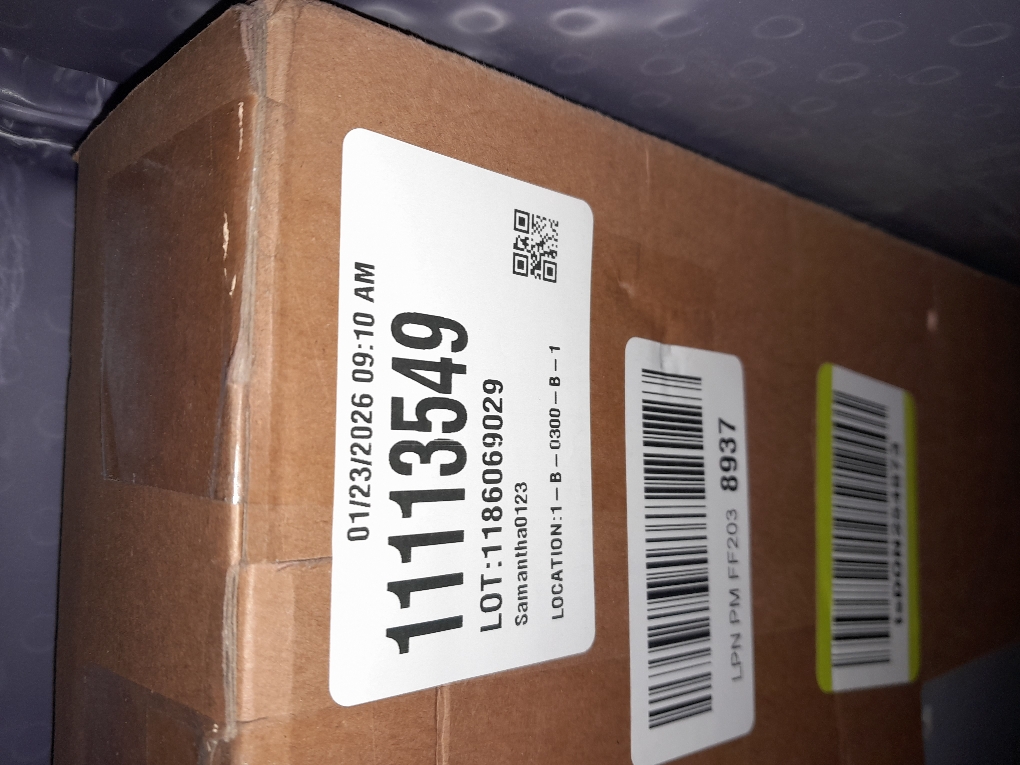 01/23/2026 09:10 AM
11113549
LOT:1186069029
Samantha0123
LOCATION:1-B-0300-B-1
LPN PM FF203 8937